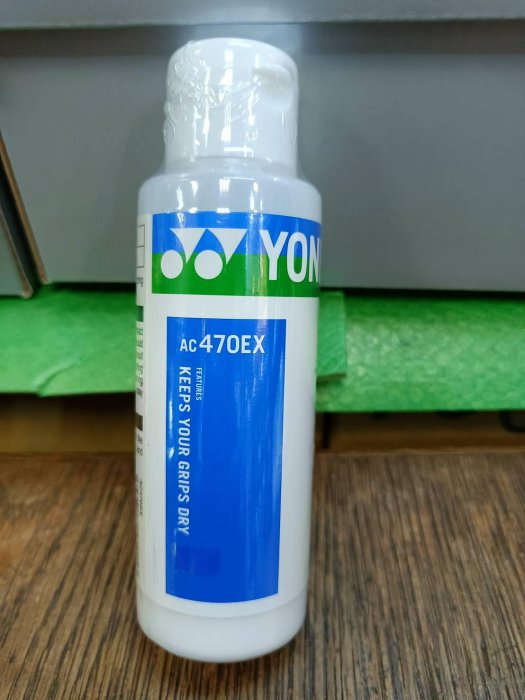 YON
AC470EX
FEATURES
KEEPS YOUR GRIPS DRY